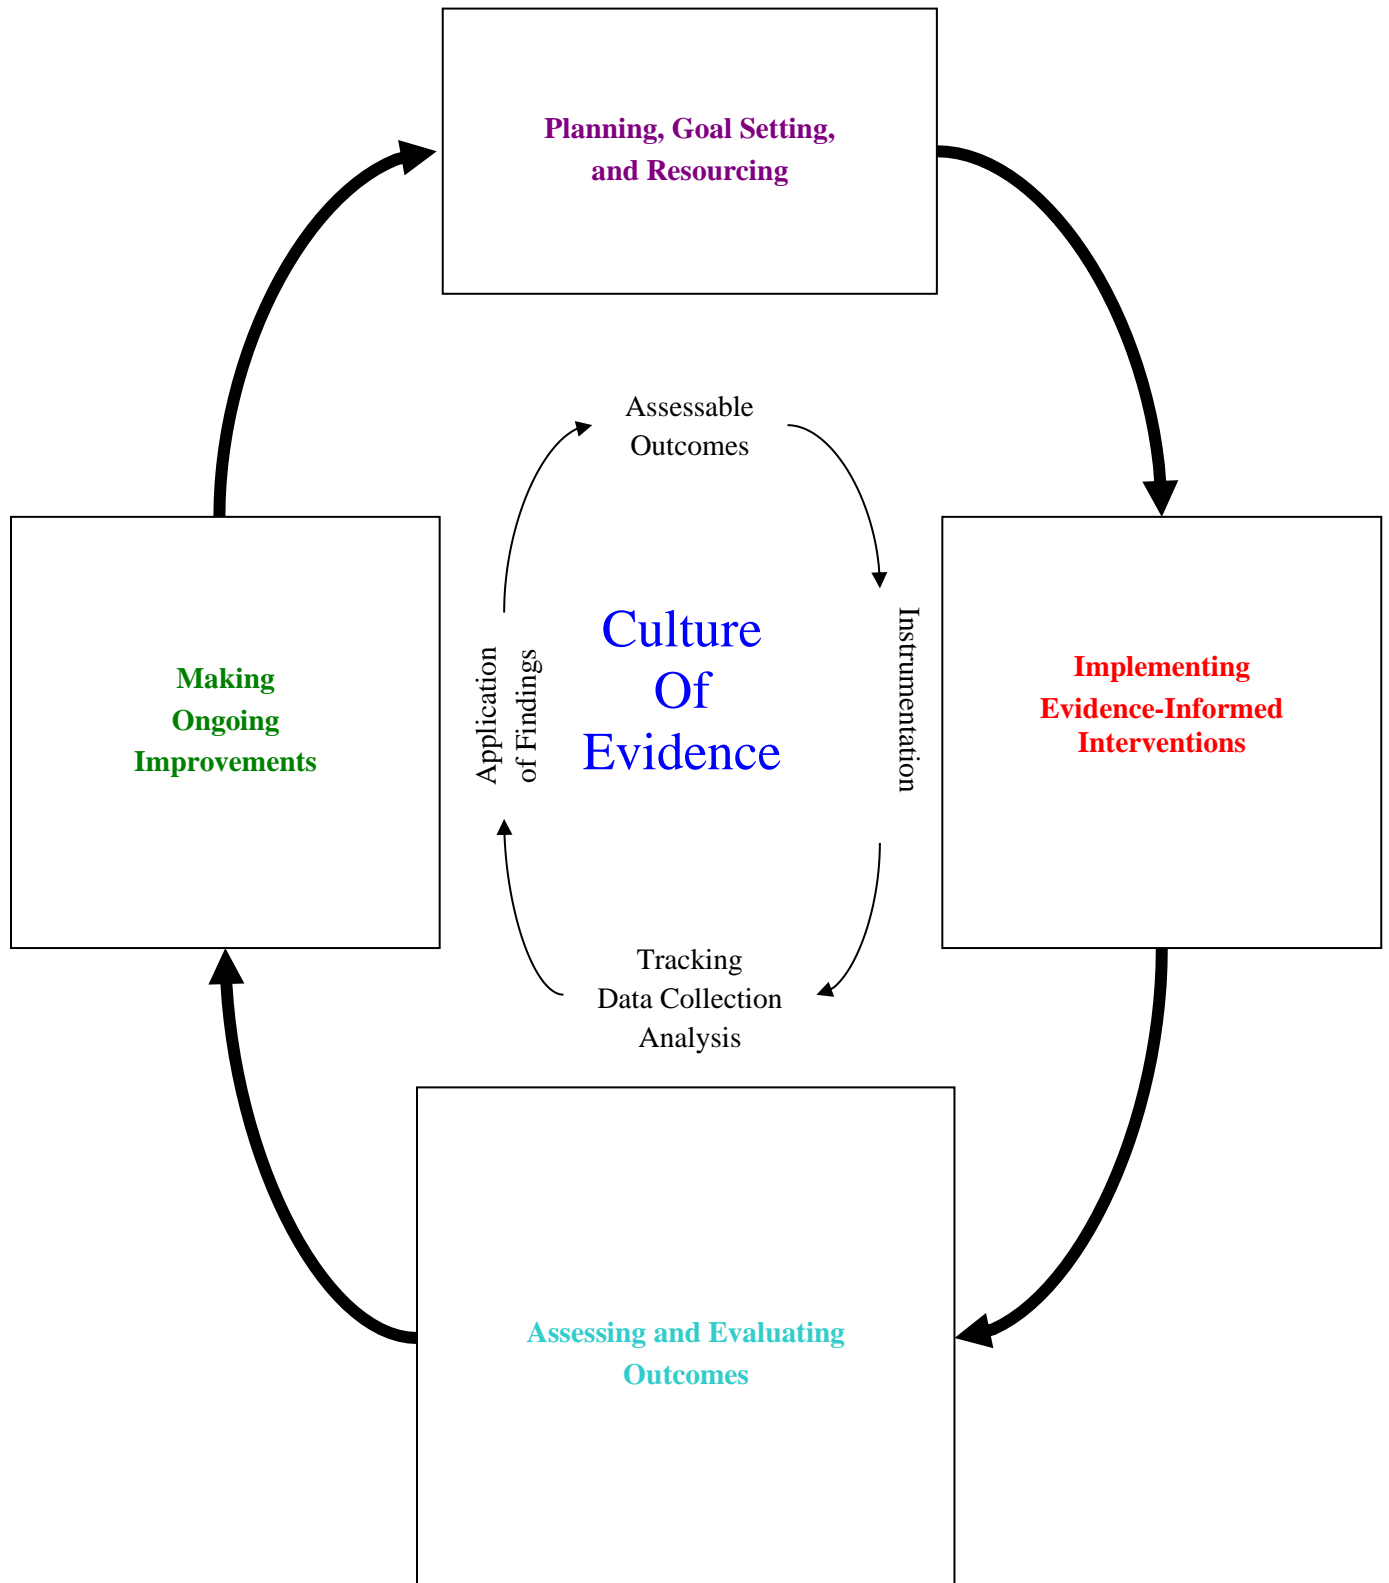 Planning, Goal Setting,
and Resourcing
Assessable
Outcomes
Making
Ongoing
Improvements
Application
of Findings
Culture
Of
Evidence
Instrumentation
Implementing
Evidence-Informed
Interventions
Tracking
Data Collection
Analysis
Assessing and Evaluating
Outcomes